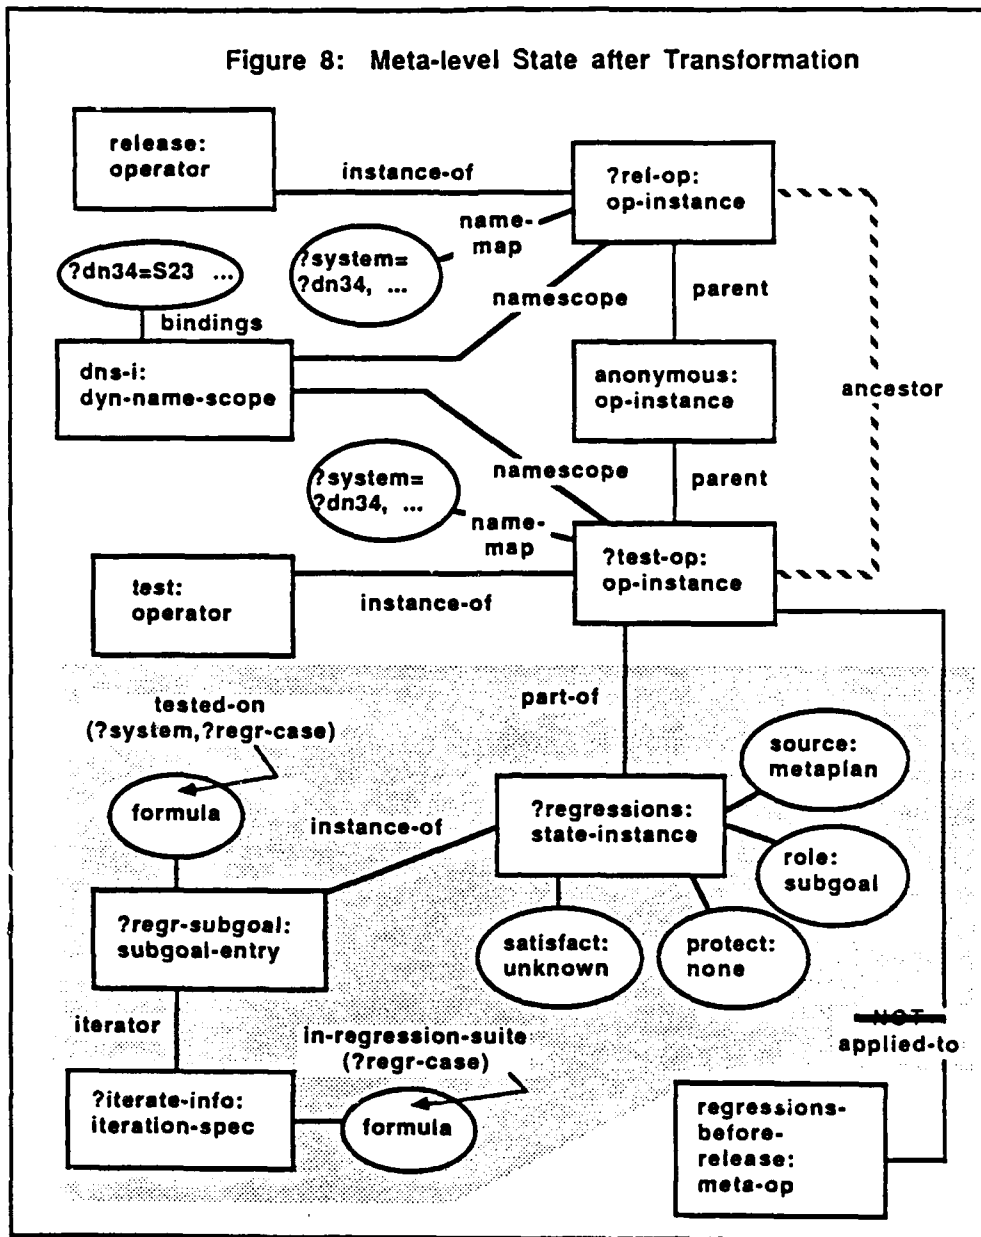 Figure 8: Meta-level State after Transformation
release:
operator
instance-of
?rel-op:
op-instance
name-
map
?system=
?dn34, ...
?dn34=S23 ...
bindings
namescope
parent
dns-i:
dyn-name-scope
anonymous:
op-instance
ancestor
namescope
parent
?system=
?dn34, ...
name-
map
?test-op:
op-instance
test:
operator
instance-of
part-of
tested-on
(?system,?regr-case)
source:
metaplan
formula
instance-of
?regressions:
state-instance
role:
subgoal
?regr-subgoal:
subgoal-entry
satisfact:
unknown
protect:
none
iterator
in-regression-suite
(?regr-case)
NOT
applied-to
?iterate-info:
iteration-spec
formula
regressions-
before-
release:
meta-op